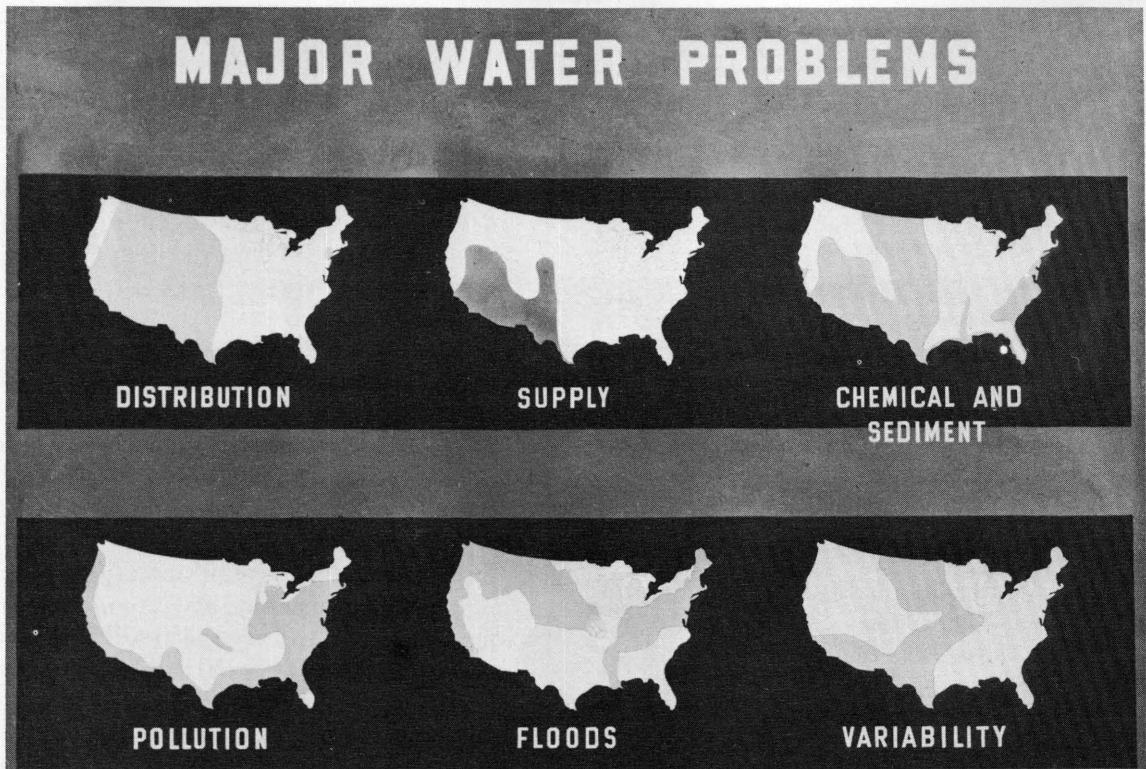 MAJOR WATER PROBLEMS
DISTRIBUTION
SUPPLY
CHEMICAL AND
SEDIMENT
POLLUTION
FLOODS
VARIABILITY